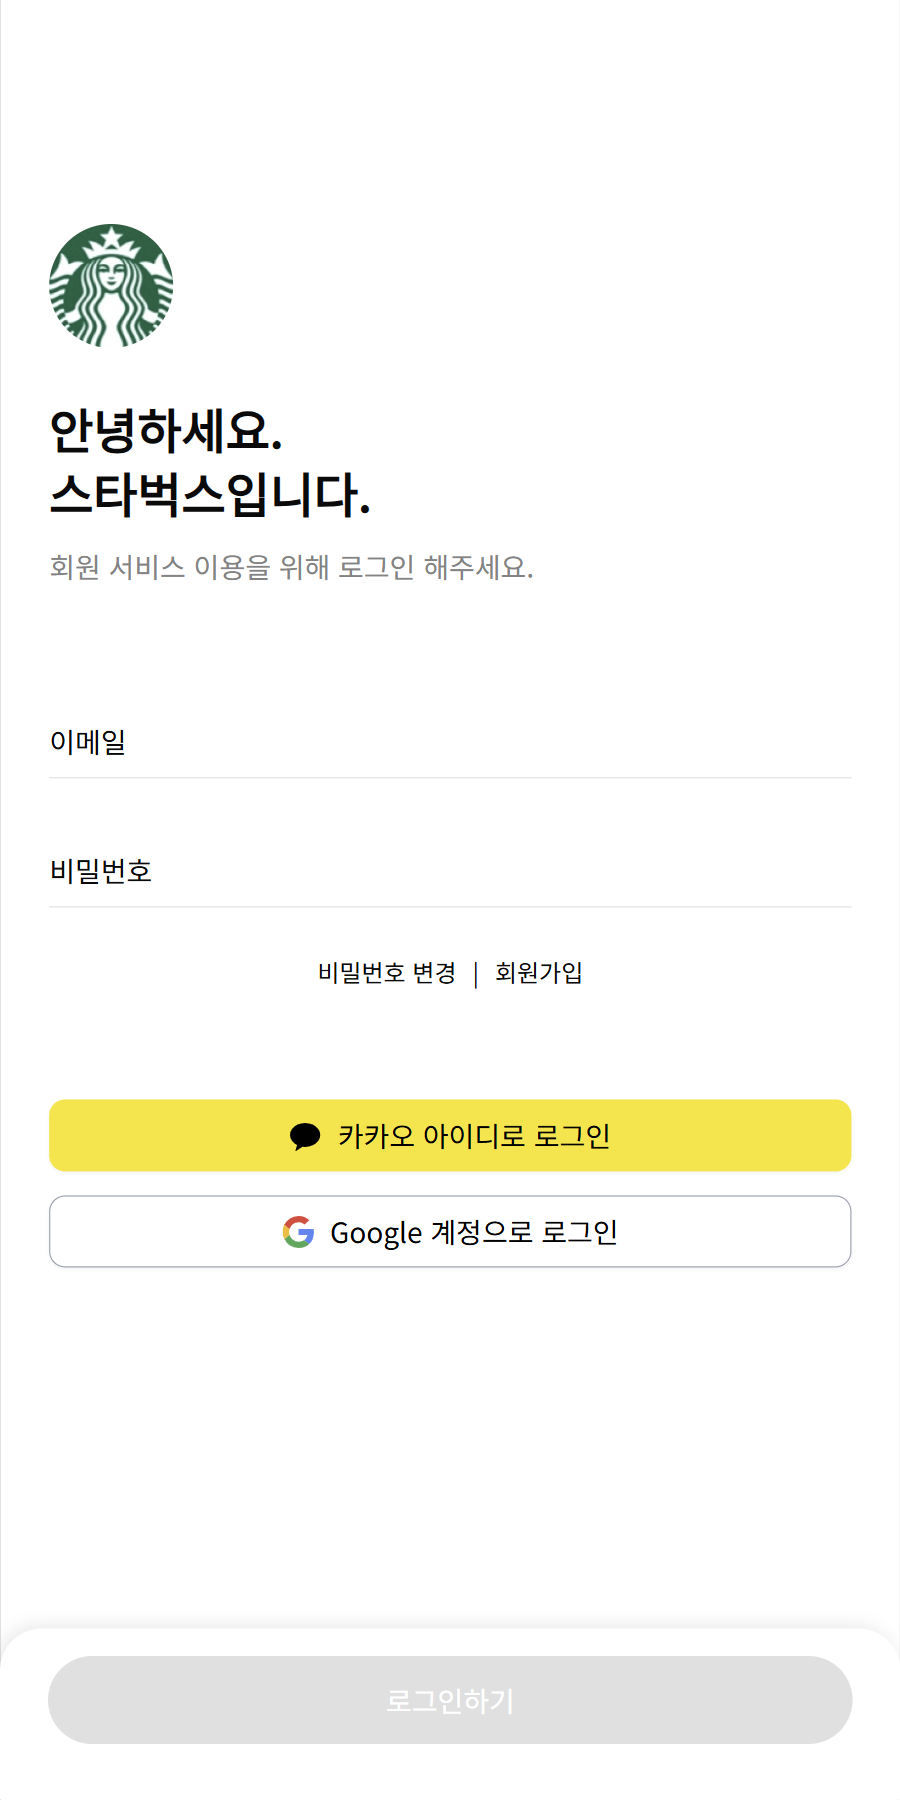 안녕하세요.
스타벅스입니다.
회원 서비스 이용을 위해 로그인 해주세요.
이메일
비밀번호
비밀번호 변경 | 회원가입
카카오 아이디로 로그인
Google 계정으로 로그인
로그인하기